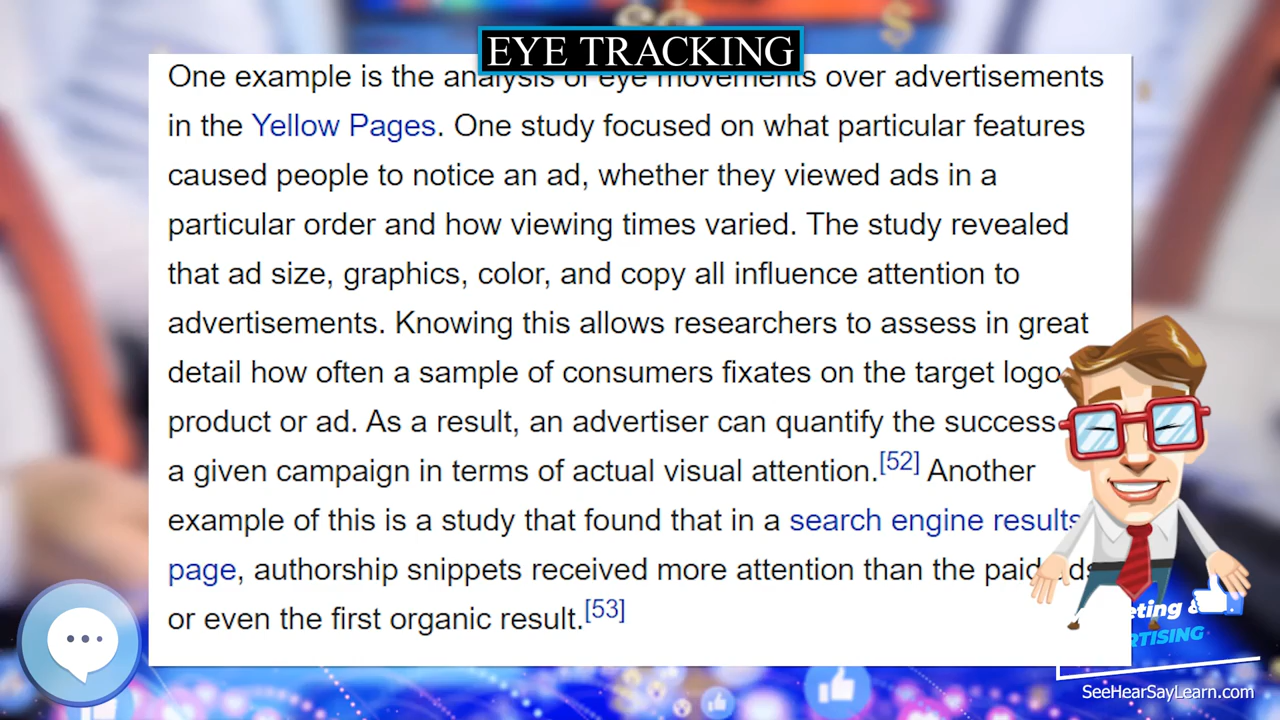 EYE TRACKING
One example is the analysis of eye movements over advertisements
in the Yellow Pages. One study focused on what particular features
caused people to notice an ad, whether they viewed ads in a
particular order and how viewing times varied. The study revealed
that ad size, graphics, color, and copy all influence attention to
advertisements. Knowing this allows researchers to assess in great
detail how often a sample of consumers fixates on the target logo
product or ad. As a result, an advertiser can quantify the success
a given campaign in terms of actual visual attention.[52] Another
example of this is a study that found that in a search engine results
page, authorship snippets received more attention than the paid ads
or even the first organic result.[53]
SeeHearSayLearn.com